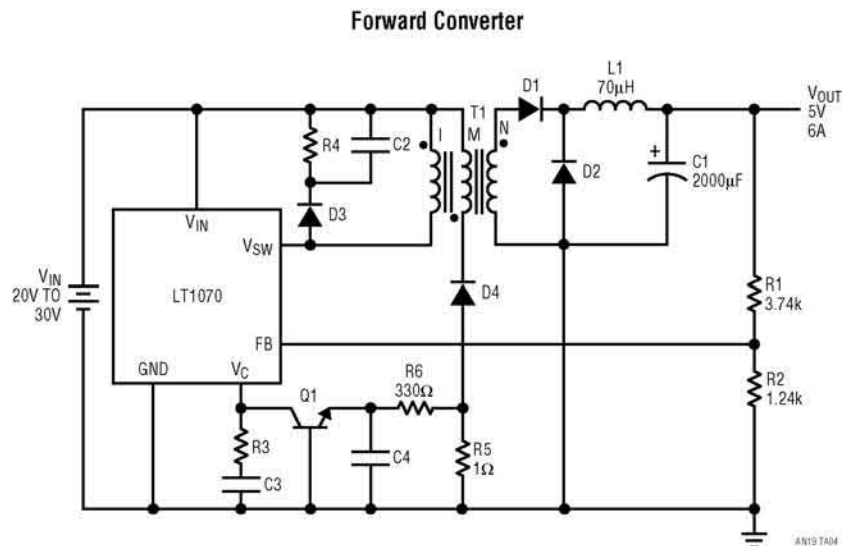 Forward Converter
L1
70µH
D1
VOUT
5V
6A
T1
I
M
N
R4
C2
D2
+
C1
2000µF
D3
VIN
VSW
VIN
20V TO
30V
LT1070
D4
R1
3.74k
FB
GND
VC
R6
330Ω
Q1
R2
1.24k
R3
C4
R5
1Ω
C3
AN19 TA04